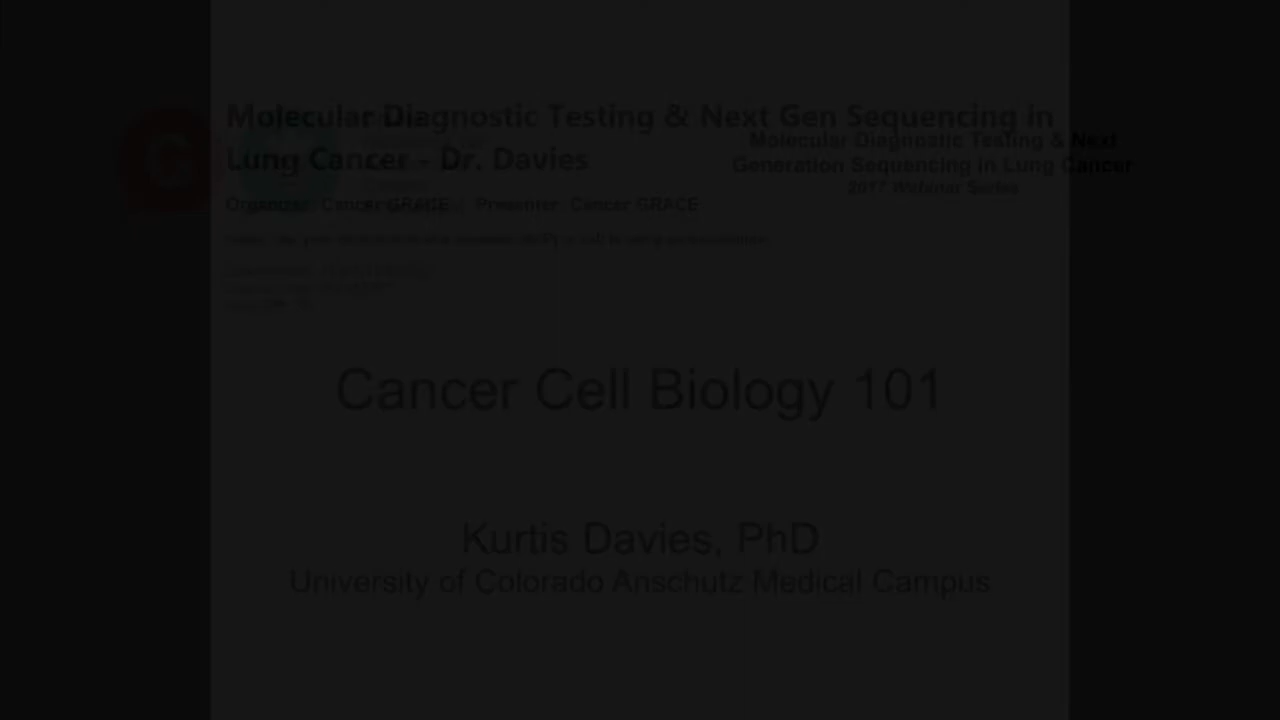 Molecular Diagnostic Testing & Next Gen Sequencing in
Lung Cancer - Dr. Davies
Organizer: Cancer GRACE / Presenter: Cancer GRACE
Molecular Diagnostic Testing & Next
Generation Sequencing in Lung Cancer
2017 Webinar Series
Cancer Cell Biology 101
Kurtis Davies, PhD
University of Colorado Anschutz Medical Campus